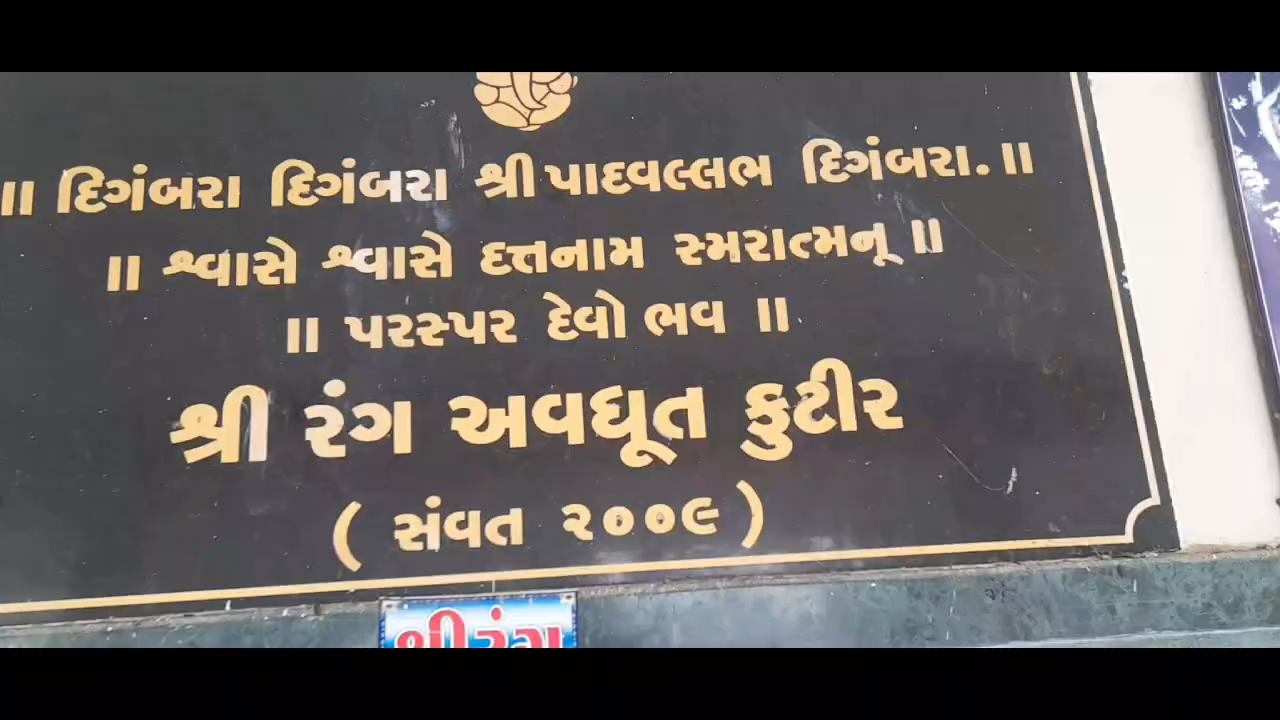 ॥ દિગંબરા દિગંબરા શ્રી પાદવલ્લભ દિગંબરા. ॥
॥ શ્વાસે શ્વાસે દત્તનામ સ્મરાત્મનૂ ॥
॥ પરસ્પર દેવો ભવ ॥
શ્રી રંગ અવધૂત કુટીર
( સંવત ૨૦૦૯ )
શ્રી રંગ